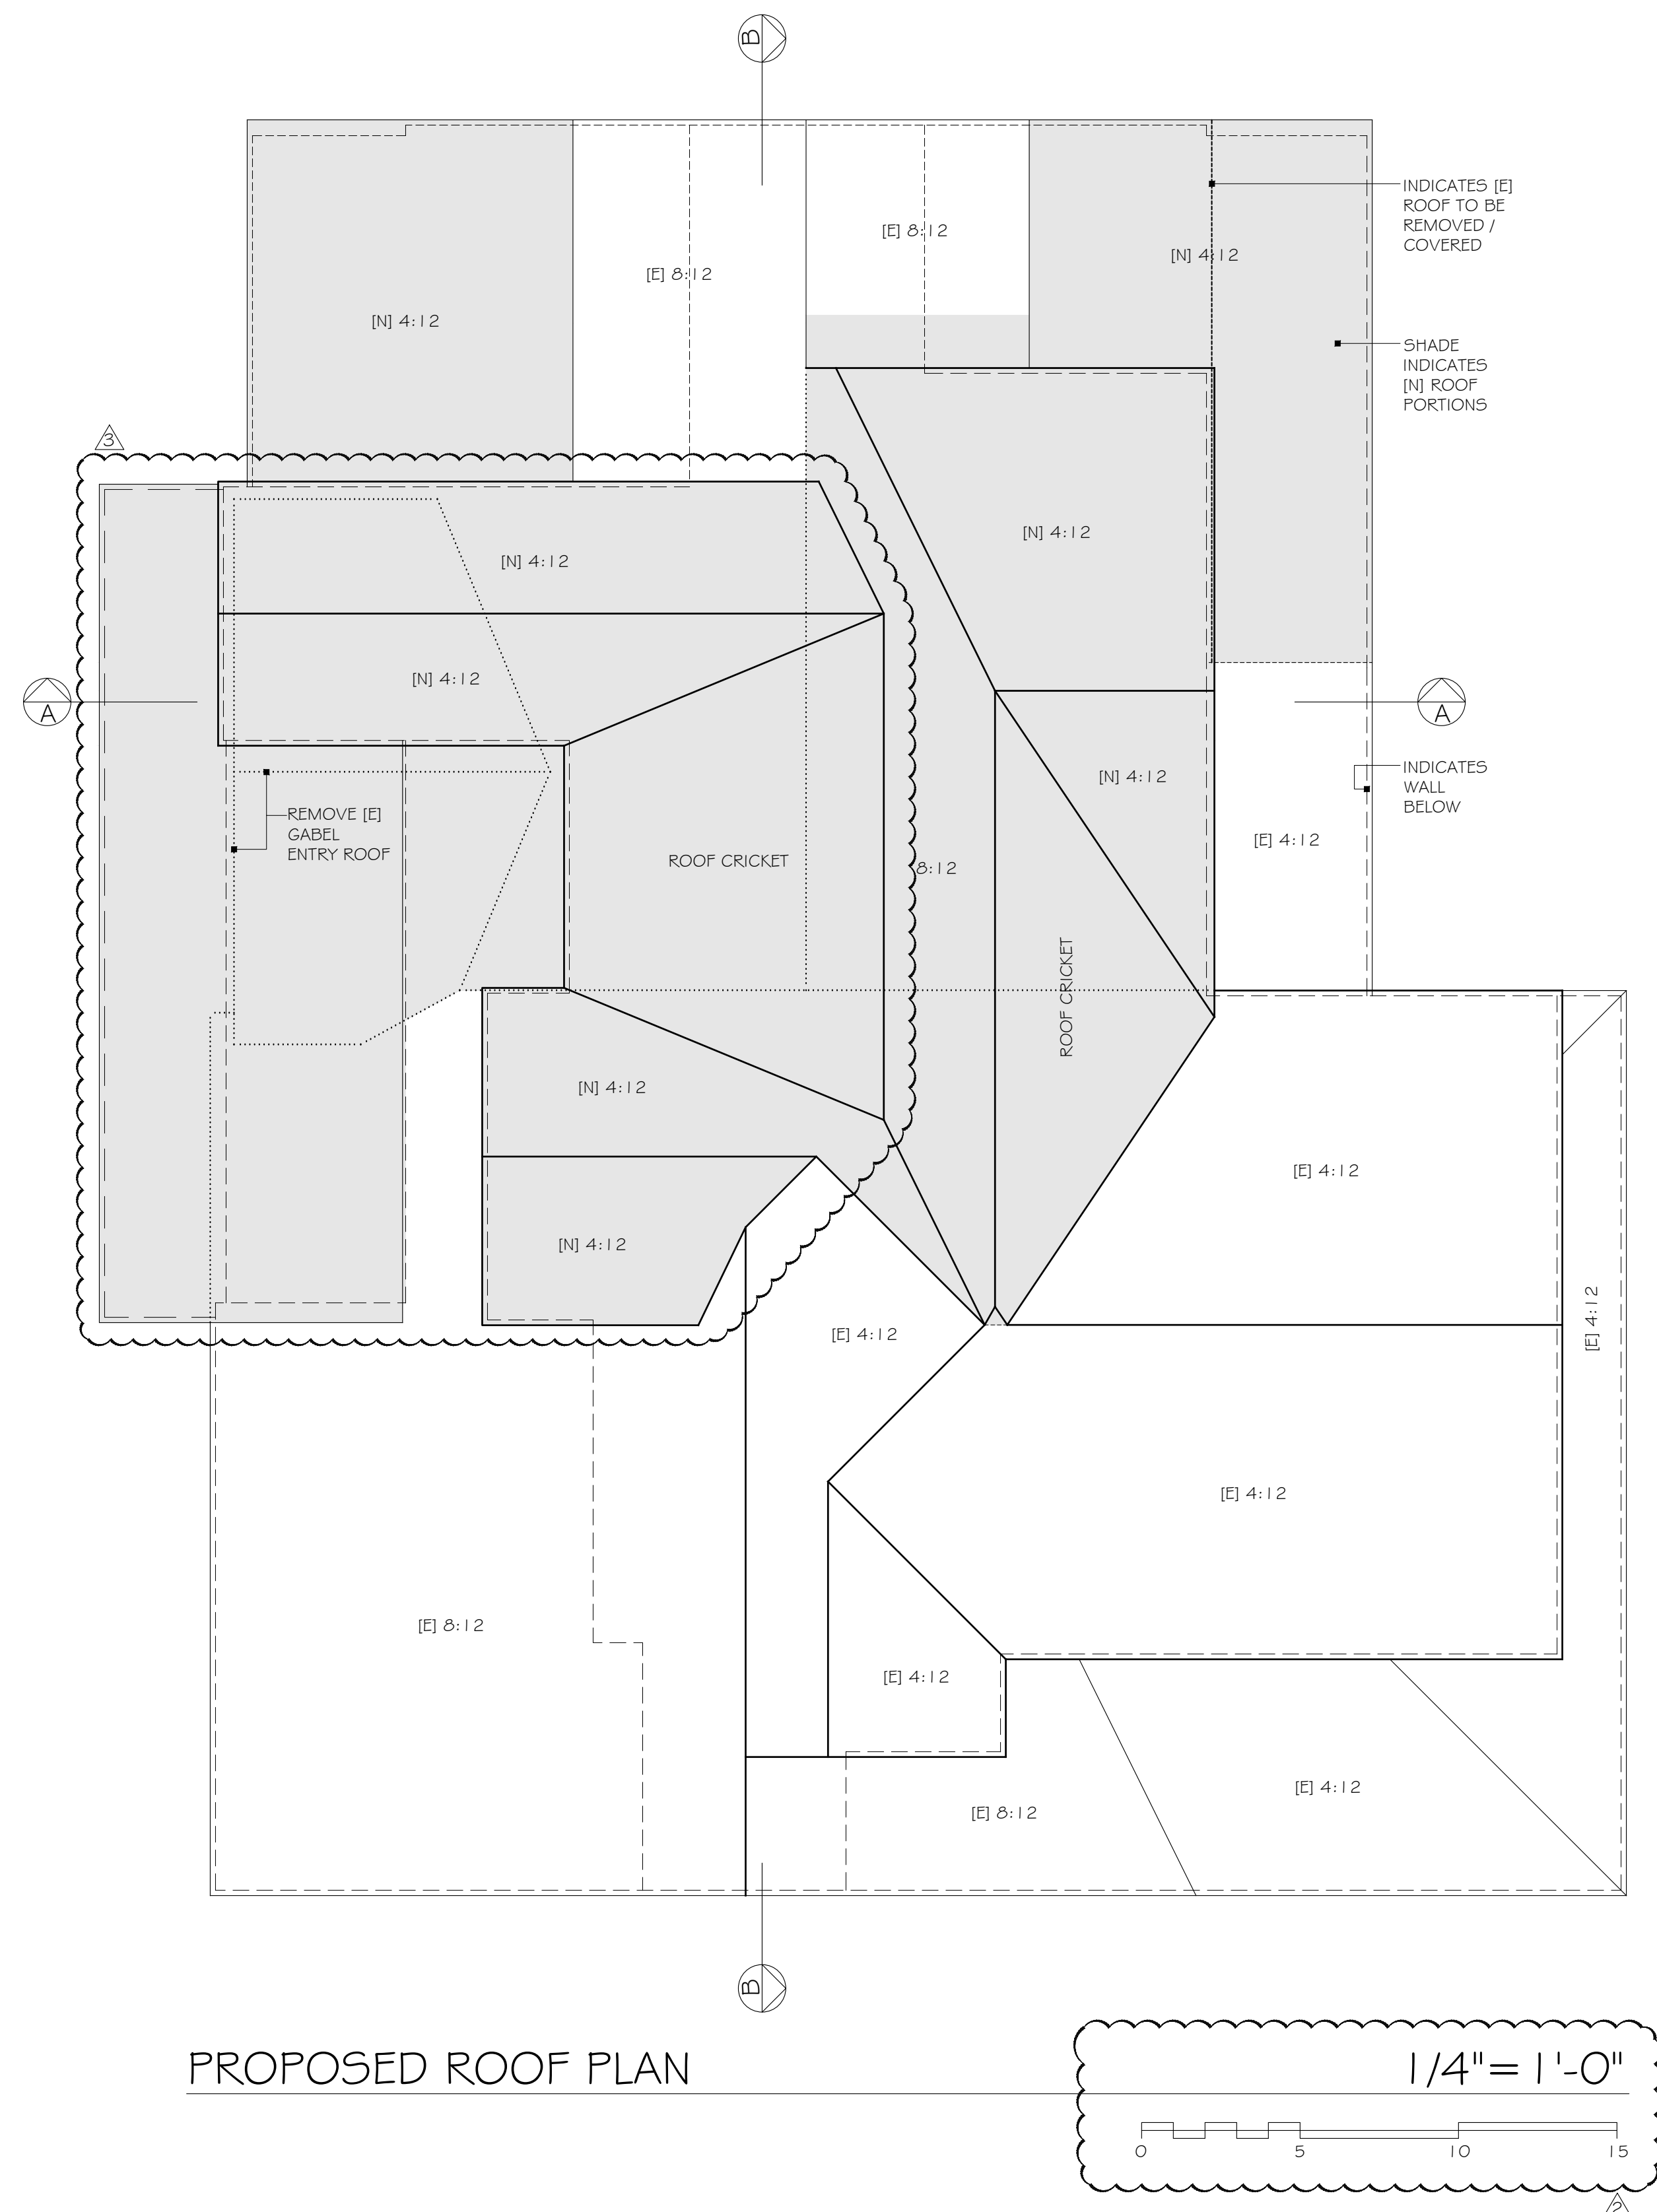 B
INDICATES [E]
ROOF TO BE
REMOVED /
COVERED
[E] 8:12
[N] 4:12
[E] 8:12
[N] 4:12
SHADE
INDICATES
[N] ROOF
PORTIONS
3
[N] 4:12
[N] 4:12
[N] 4:12
A
A
INDICATES
WALL
BELOW
[N] 4:12
REMOVE [E]
GABEL
ENTRY ROOF
[E] 4:12
ROOF CRICKET
8:12
ROOF CRICKET
[N] 4:12
[E] 4:12
[N] 4:12
[E] 4:12
[E] 4:12
[E] 4:12
[E] 8:12
[E] 4:12
[E] 4:12
[E] 8:12
B
PROPOSED ROOF PLAN
1/4"=1'-0"
0 5 10 15
2